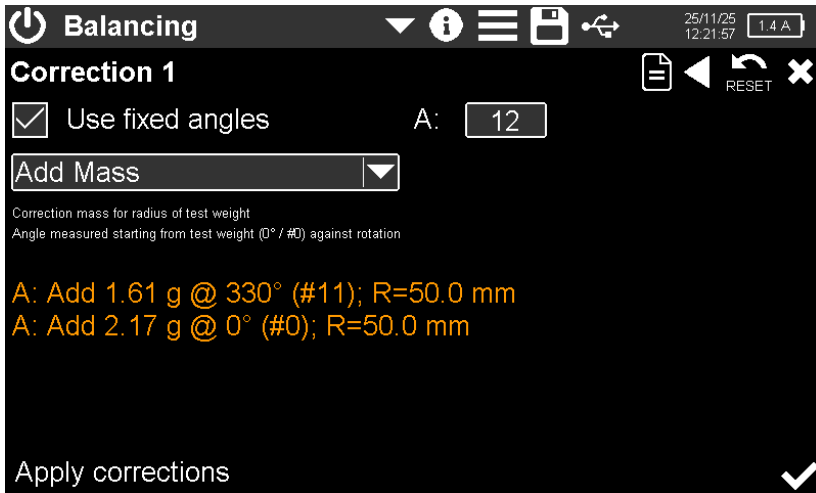 Balancing
25/11/25
12:21:57
1.4 A
Correction 1
RESET
Use fixed angles
A: 12
Add Mass
Correction mass for radius of test weight
Angle measured starting from test weight (0° / #0) against rotation
A: Add 1.61 g @ 330° (#11); R=50.0 mm
A: Add 2.17 g @ 0° (#0); R=50.0 mm
Apply corrections